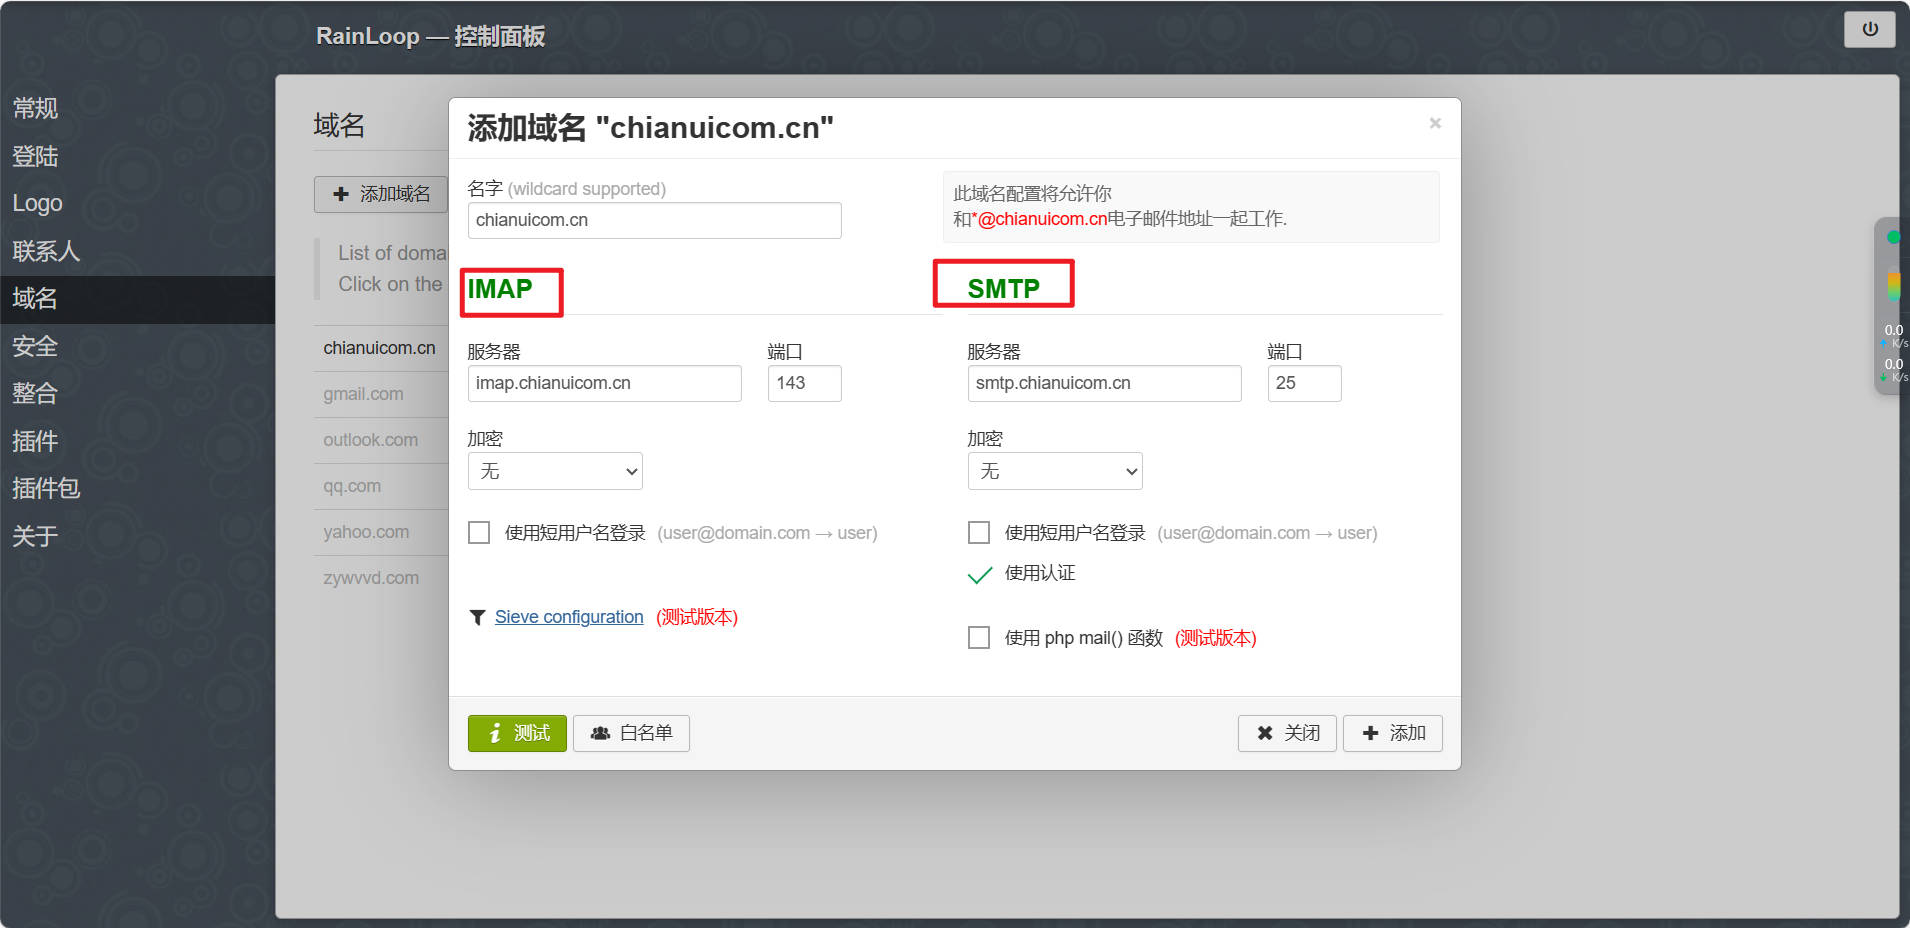 RainLoop — 控制面板
常规
登陆
Logo
联系人
域名
安全
整合
插件
插件包
关于
域名
添加域名
List of doma
Click on the
chianuicom.cn
gmail.com
outlook.com
qq.com
yahoo.com
zywvvd.com
添加域名 "chianuicom.cn"
×
名字 (wildcard supported)
chianuicom.cn
此域名配置将允许你
和*@chianuicom.cn电子邮件地址一起工作.
IMAP
服务器 端口
imap.chianuicom.cn 143
加密
无
使用短用户名登录 (user@domain.com → user)
Sieve configuration (测试版本)
SMTP
服务器 端口
smtp.chianuicom.cn 25
加密
无
使用短用户名登录 (user@domain.com → user)
使用认证
使用 php mail() 函数 (测试版本)
测试 白名单 关闭 添加
0.0
K/s
0.0
K/s